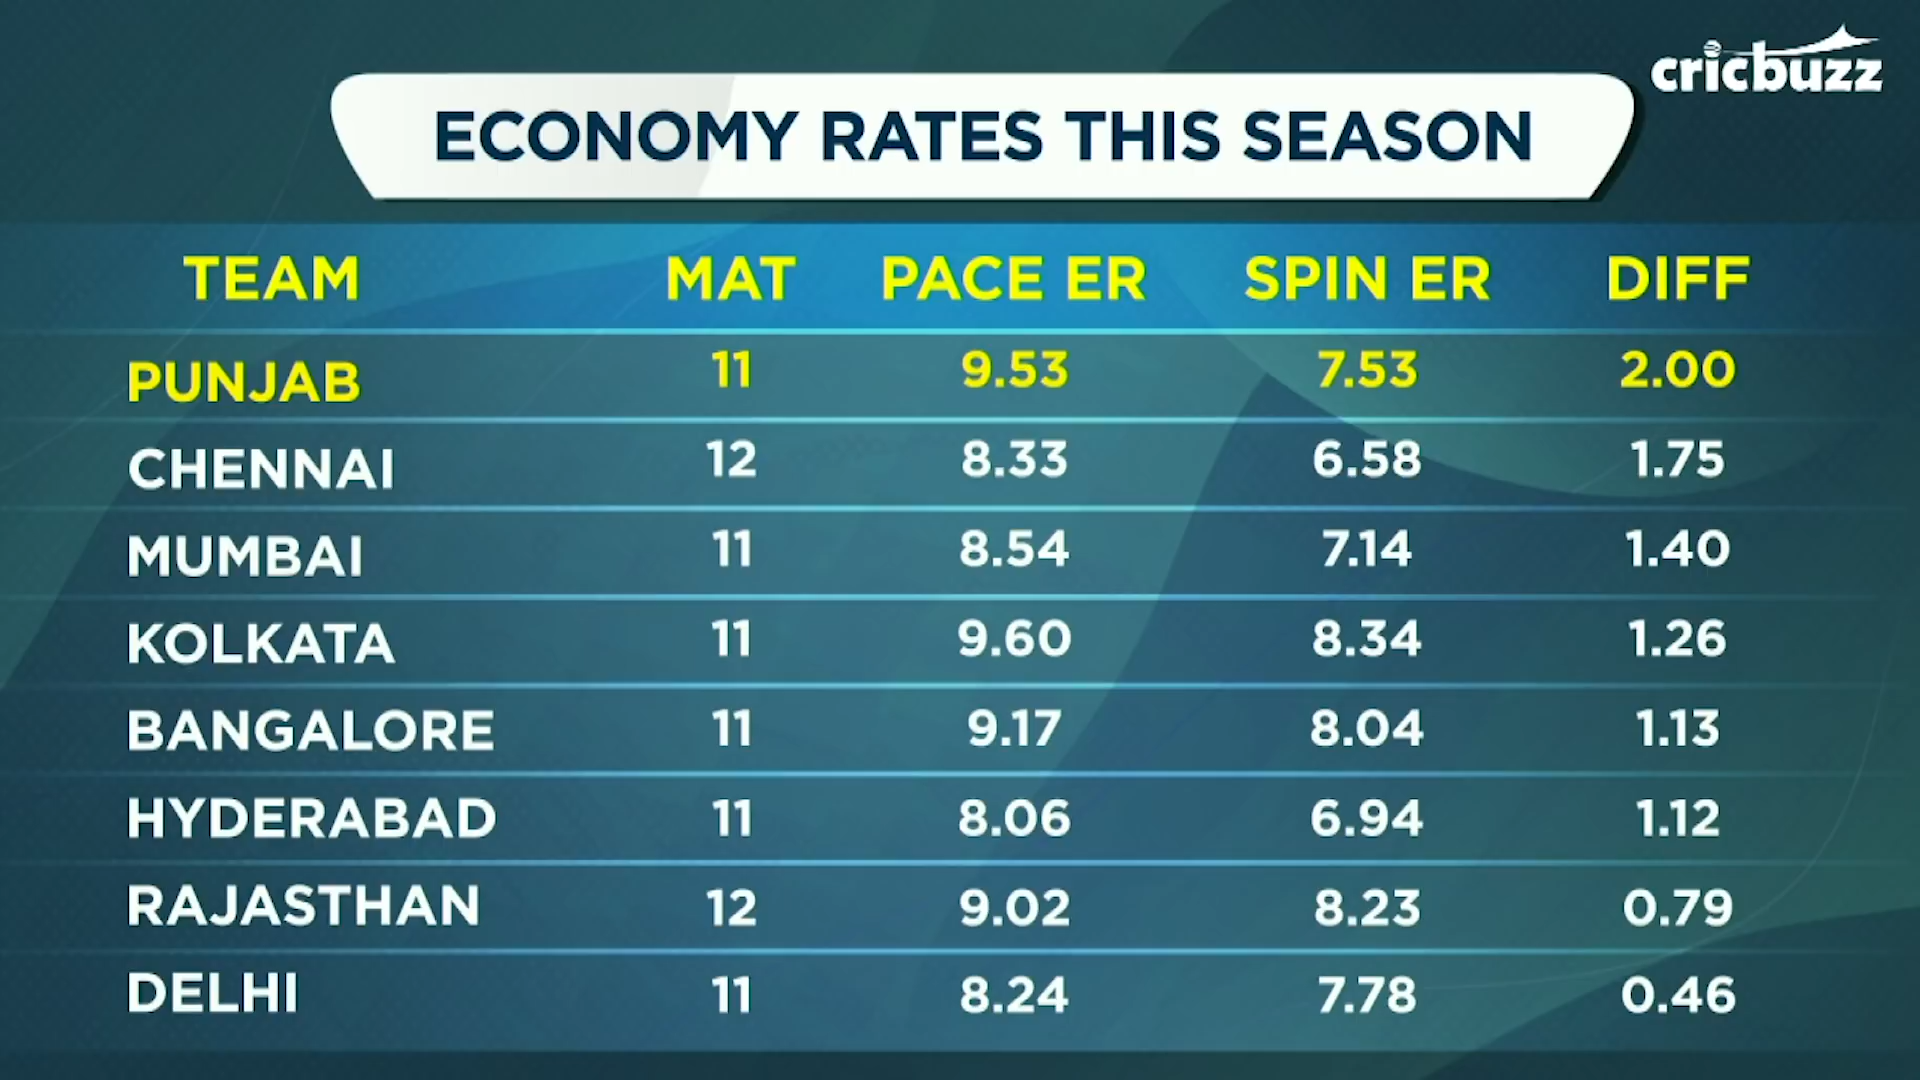 cricbuzz
ECONOMY RATES THIS SEASON
TEAM MAT PACE ER SPIN ER DIFF
PUNJAB 11 9.53 7.53 2.00
CHENNAI 12 8.33 6.58 1.75
MUMBAI 11 8.54 7.14 1.40
KOLKATA 11 9.60 8.34 1.26
BANGALORE 11 9.17 8.04 1.13
HYDERABAD 11 8.06 6.94 1.12
RAJASTHAN 12 9.02 8.23 0.79
DELHI 11 8.24 7.78 0.46